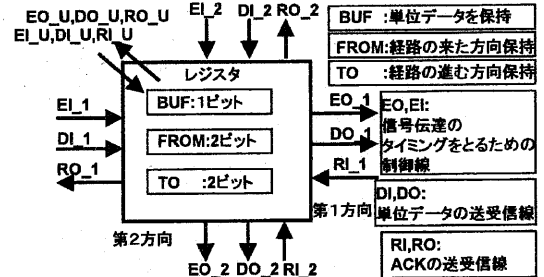 EO_U,DO_U,RO_U
EI_U,DI_U,RI_U
EI_2
DI_2
RO_2
BUF :単位データを保持
FROM:経路の来た方向保持
TO :経路の進む方向保持
レジスタ
BUF:1ビット
FROM:2ビット
TO :2ビット
EI_1
DI_1
RO_1
EO_1
DO_1
RI_1
EO,EI:
信号伝達の
タイミングをとるための
制御線
DI,DO:
単位データの送受信線
RI,RO:
ACKの送受信線
第1方向
第2方向
EO_2
DO_2
RI_2